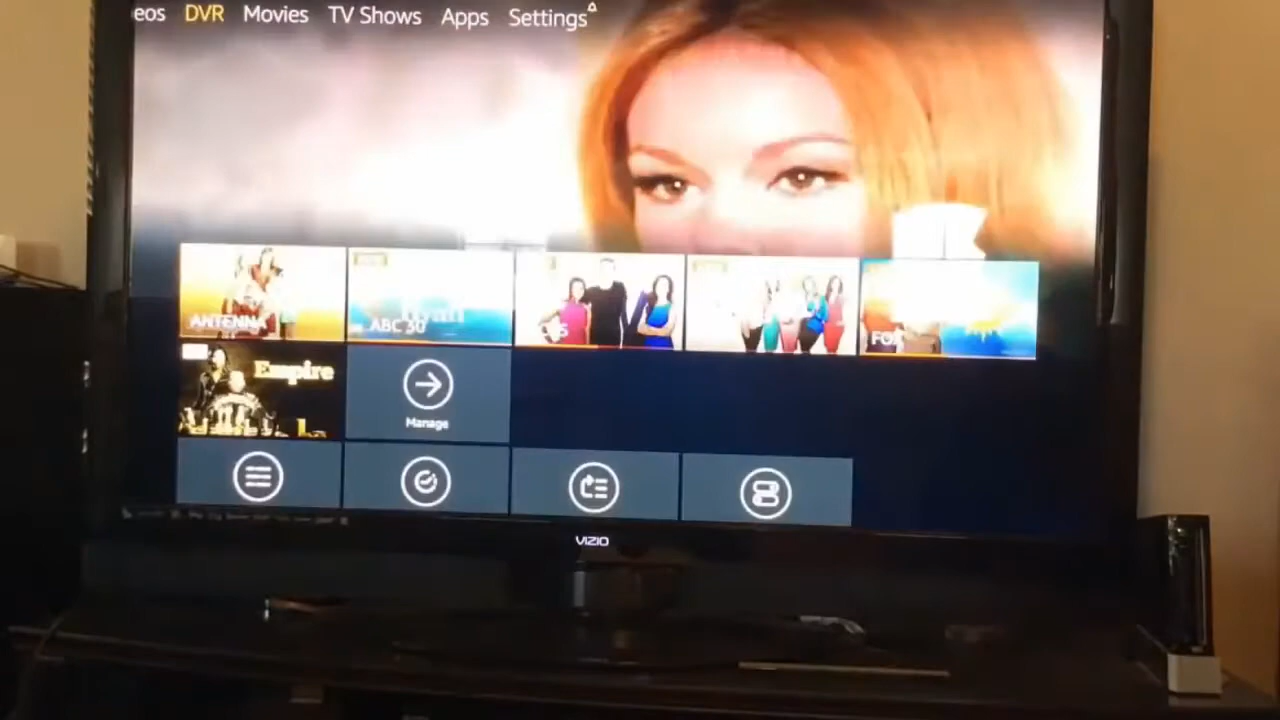 eos DVR Movies TV Shows Apps Settings
ANTENNA ABC 30 FOX
Empire
Manage
VIZIO